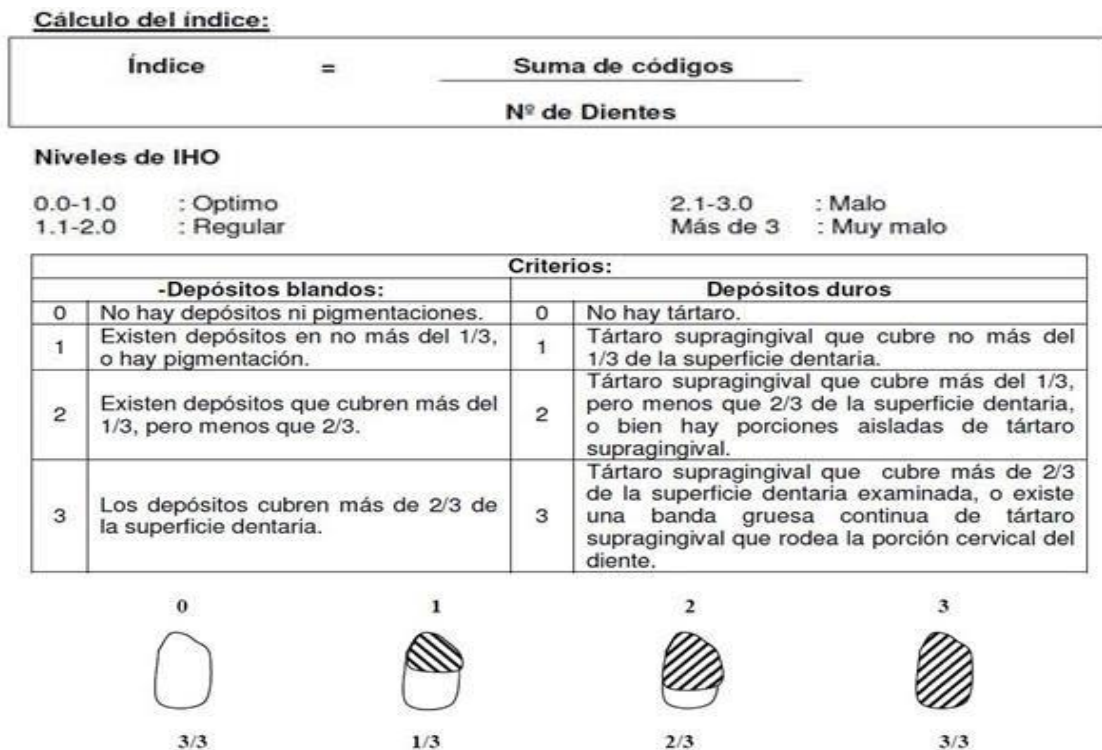 Cálculo del índice:
Índice = Suma de códigos
Nº de Dientes
Niveles de IHO
0.0-1.0 : Optimo
1.1-2.0 : Regular
2.1-3.0 : Malo
Más de 3 : Muy malo
Criterios:
-Depósitos blandos:
Depósitos duros
0 No hay depósitos ni pigmentaciones.
0 No hay tártaro.
1 Existen depósitos en no más del 1/3,
o hay pigmentación.
1 Tártaro supragingival que cubre no más del
1/3 de la superficie dentaria.
2 Existen depósitos que cubren más del
1/3, pero menos que 2/3.
2 Tártaro supragingival que cubre más del 1/3,
pero menos que 2/3 de la superficie dentaria,
o bien hay porciones aisladas de tártaro
supragingival.
3 Los depósitos cubren más de 2/3 de
la superficie dentaria.
3 Tártaro supragingival que cubre más de 2/3
de la superficie dentaria examinada, o existe
una banda gruesa continua de tártaro
supragingival que rodea la porción cervical del
diente.
0 1 2 3
3/3 1/3 2/3 3/3